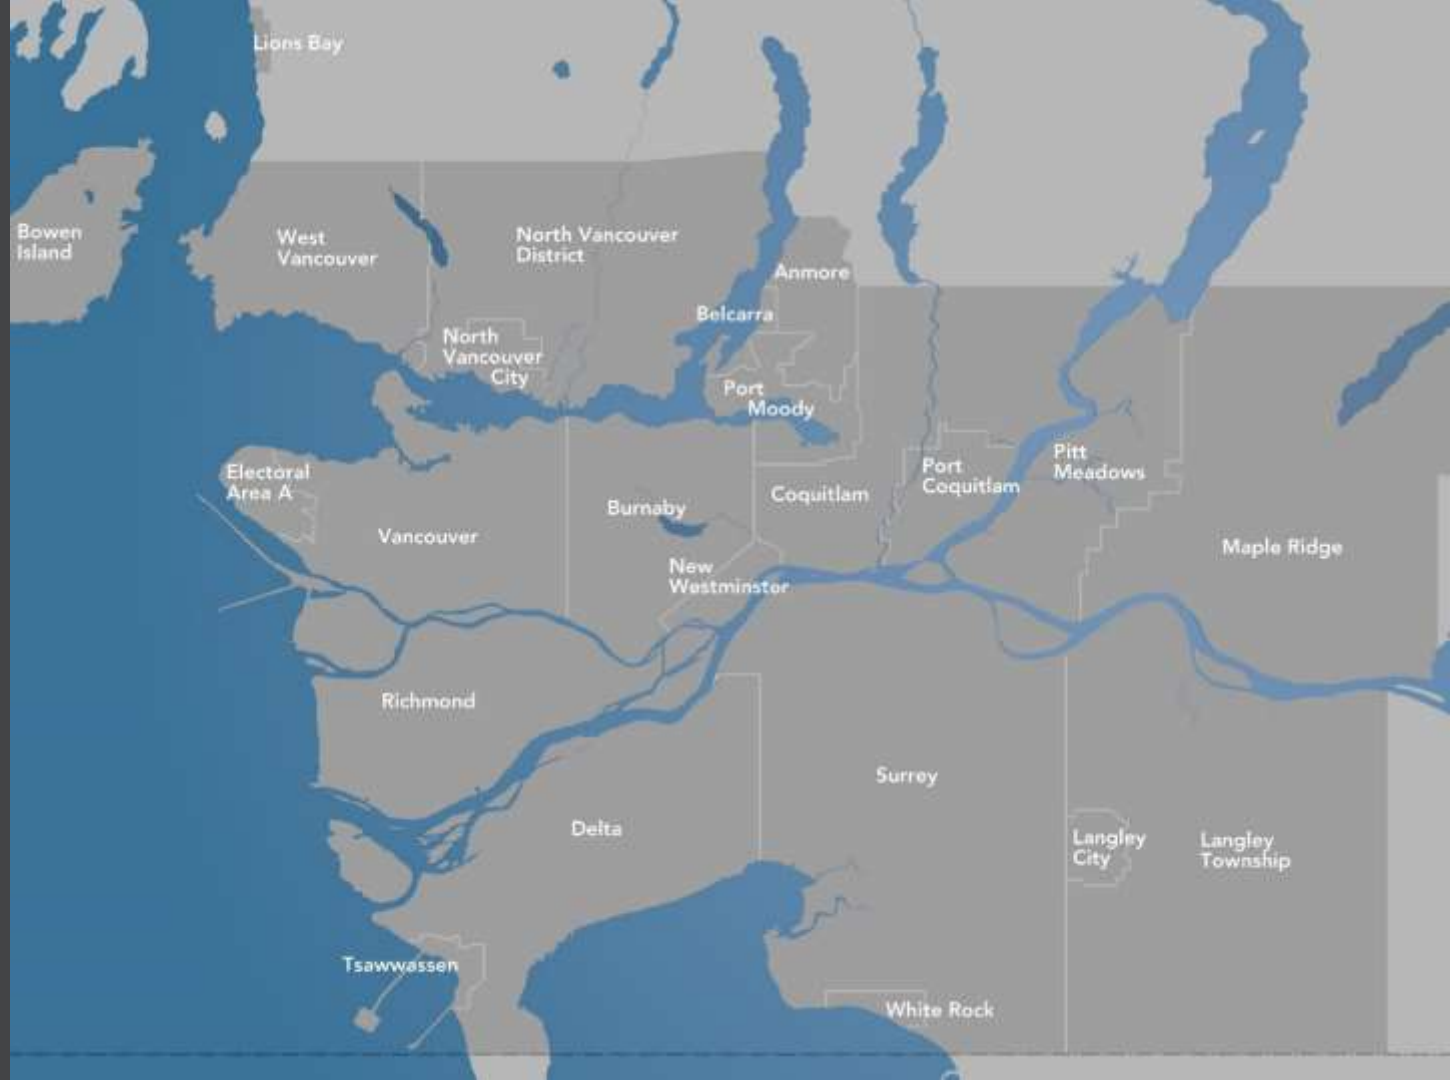 Lions Bay
Bowen
Island
West
Vancouver
North Vancouver
District
Anmore
Belcarra
North
Vancouver
City
Port
Moody
Electoral
Area A
Vancouver
Burnaby
Coquitlam
Port
Coquitlam
Pitt
Meadows
Maple Ridge
New
Westminster
Richmond
Surrey
Delta
Langley
City
Langley
Township
Tsawwassen
White Rock